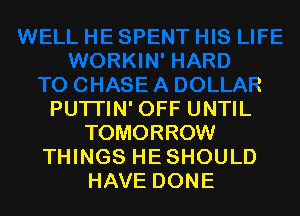 WELL HE SPENT HIS LIFE
WORKIN' HARD
TO CHASE A DOLLAR
PUTTIN' OFF UNTIL
TOMORROW
THINGS HE SHOULD
HAVE DONE